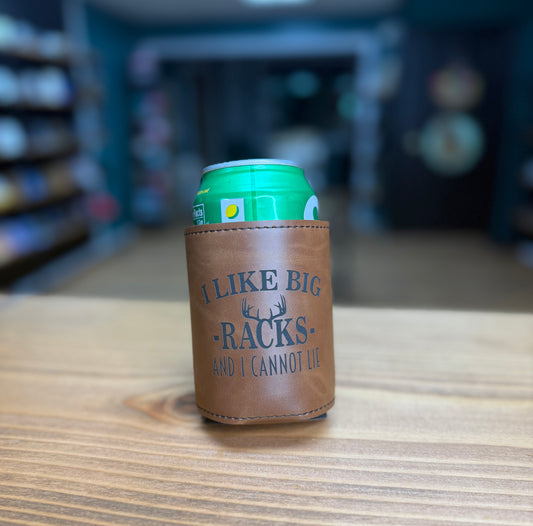 I LIKE BIG
-RACKS-
AND I CANNOT LIE